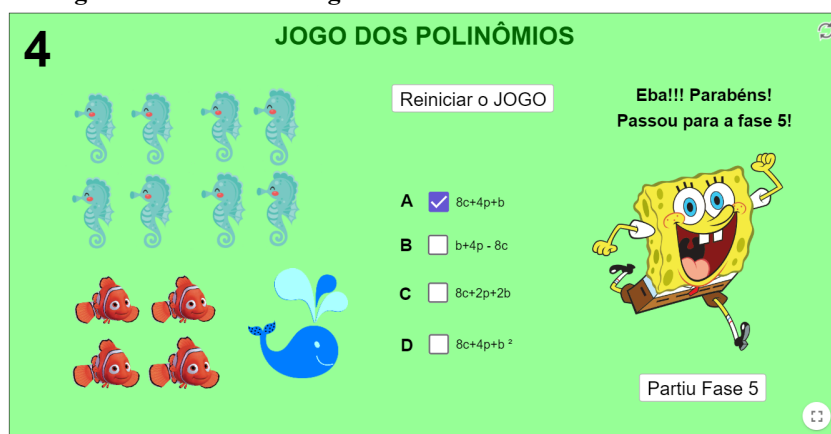 4
JOGO DOS POLINÔMIOS
Reiniciar o JOGO
Eba!!! Parabéns!
Passou para a fase 5!
A 8c+4p+b
B b+4p - 8c
C 8c+2p+2b
D 8c+4p+b ²
Partiu Fase 5